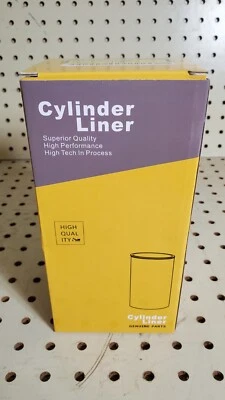 Cylinder
Liner
Superior Quality
High Performance
High Tech In Process
HIGH
QUAL
ITY
Cylinder
Liner
GENUINE PARTS